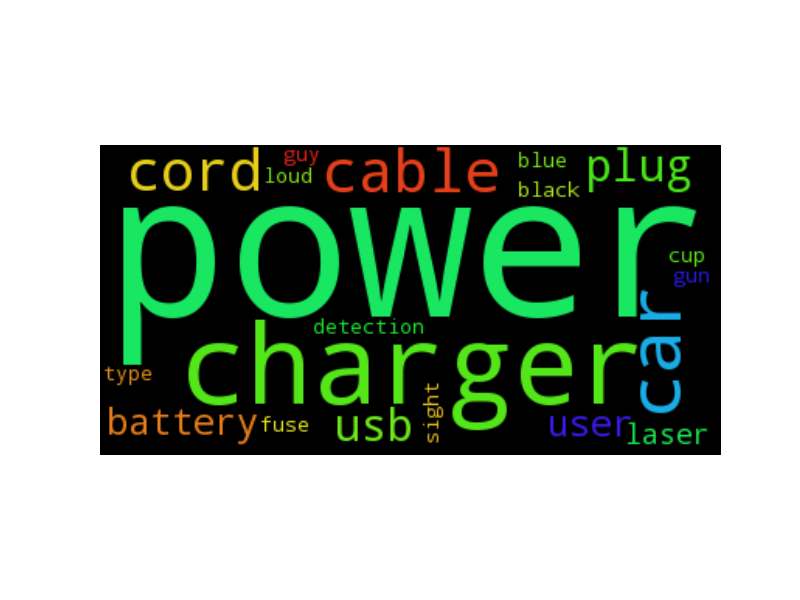 guy
cord
loud
cable
blue
black
plug
power
cup
gun
detection
charger
car
type
battery
fuse
usb
sight
user
laser